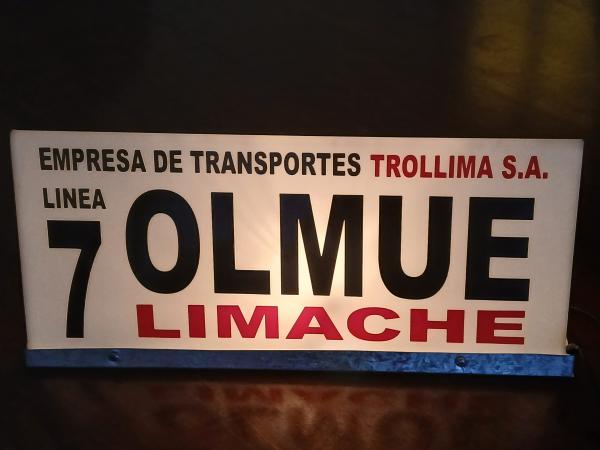 EMPRESA DE TRANSPORTES TROLLIMA S.A.
LINEA
7
OLMUE
LIMACHE